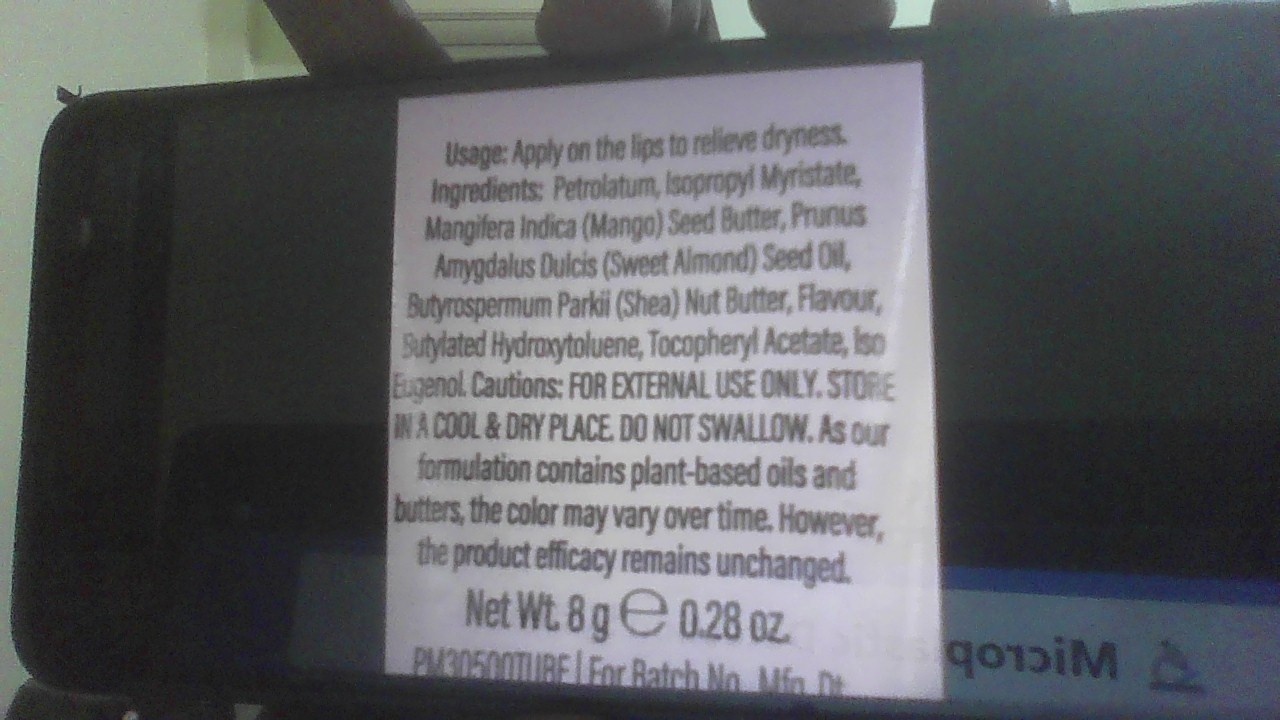 Usage: Apply on the lips to relieve dryness.
Ingredients: Petrolatum, Isopropyl Myristate,
Mangifera Indica (Mango) Seed Butter, Prunus
Amygdalus Dulcis (Sweet Almond) Seed Oil,
Butyrospermum Parkii (Shea) Nut Butter, Flavour,
Butylated Hydroxytoluene, Tocopheryl Acetate, Iso
Eugenol. Cautions: FOR EXTERNAL USE ONLY. STORE
IN A COOL & DRY PLACE. DO NOT SWALLOW. As our
formulation contains plant-based oils and
butters, the color may vary over time. However,
the product efficacy remains unchanged.
Net Wt. 8 g ℮ 0.28 oz.
PM30500TUBE | For Batch No., Mfg. Dt